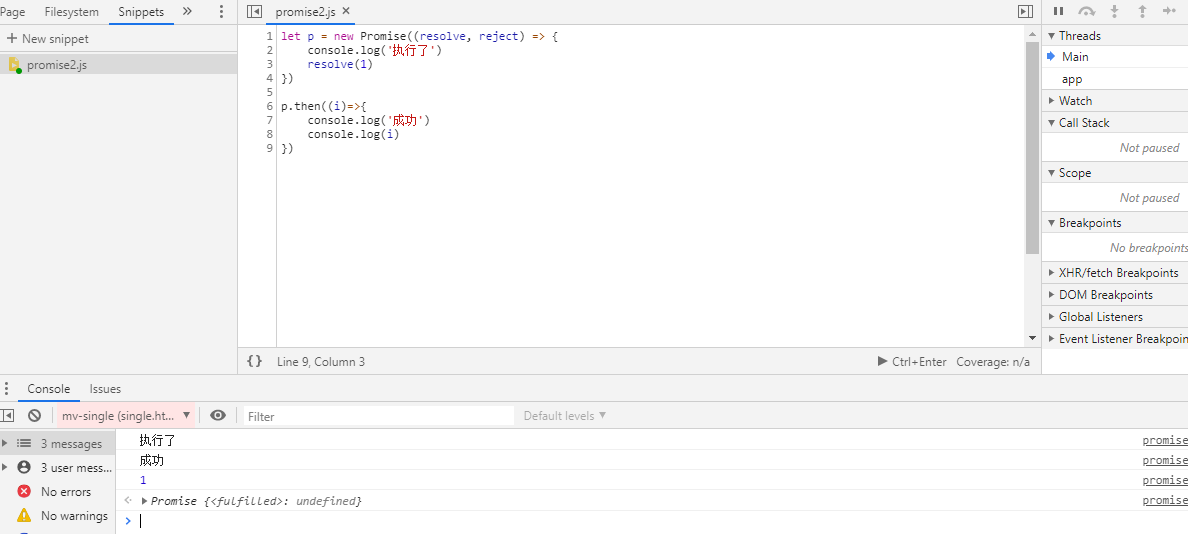 Page Filesystem Snippets »
+ New snippet
promise2.js
promise2.js ×
1 let p = new Promise((resolve, reject) => {
2 console.log('执行了')
3 resolve(1)
4 })
5
6 p.then((i)=>{
7 console.log('成功')
8 console.log(i)
9 })
{} Line 9, Column 3
Ctrl+Enter Coverage: n/a
Threads
Main
app
Watch
Call Stack
Not paused
Scope
Not paused
Breakpoints
No breakpoints
XHR/fetch Breakpoints
DOM Breakpoints
Global Listeners
Event Listener Breakpoin
Console Issues
mv-single (single.ht... Filter Default levels
3 messages
3 user mess...
No errors
No warnings
执行了 promise
成功 promise
1 promise
Promise {<fulfilled>: undefined} promise